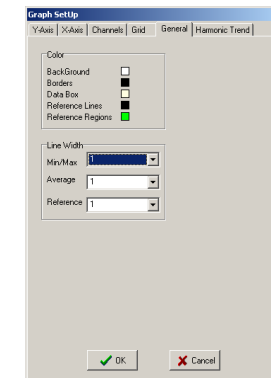 Graph SetUp
Y-Axis X-Axis Channels Grid General Harmonic Trend
Color
BackGround
Borders
Data Box
Reference Lines
Reference Regions
Line Width
Min/Max 1
Average 1
Reference 1
OK Cancel